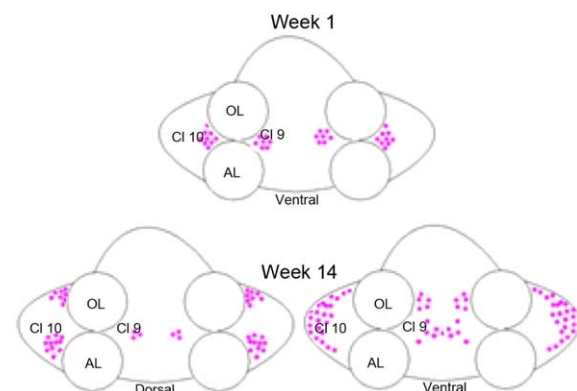 Week 1
OL
Cl 10
Cl 9
AL
Ventral
Week 14
OL
Cl 10
Cl 9
AL
Dorsal
OL
Cl 10
Cl 9
AL
Ventral